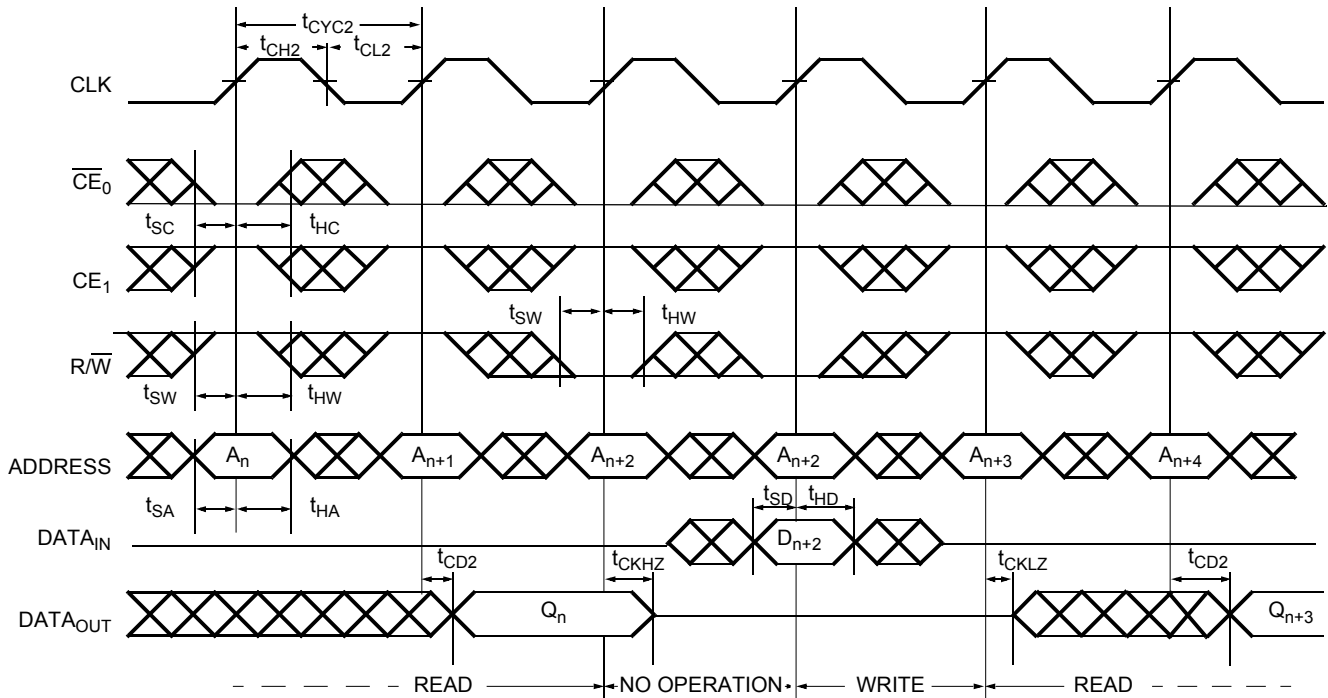 tCYC2
tCH2 tCL2
CLK
CE0
tSC tHC
CE1
tSW tHW
R/W
tSW tHW
ADDRESS An An+1 An+2 An+2 An+3 An+4
tSA tHA tSD tHD
DATAIN Dn+2
tCD2 tCKHZ tCKLZ tCD2
DATAOUT Qn Qn+3
READ NO OPERATION WRITE READ